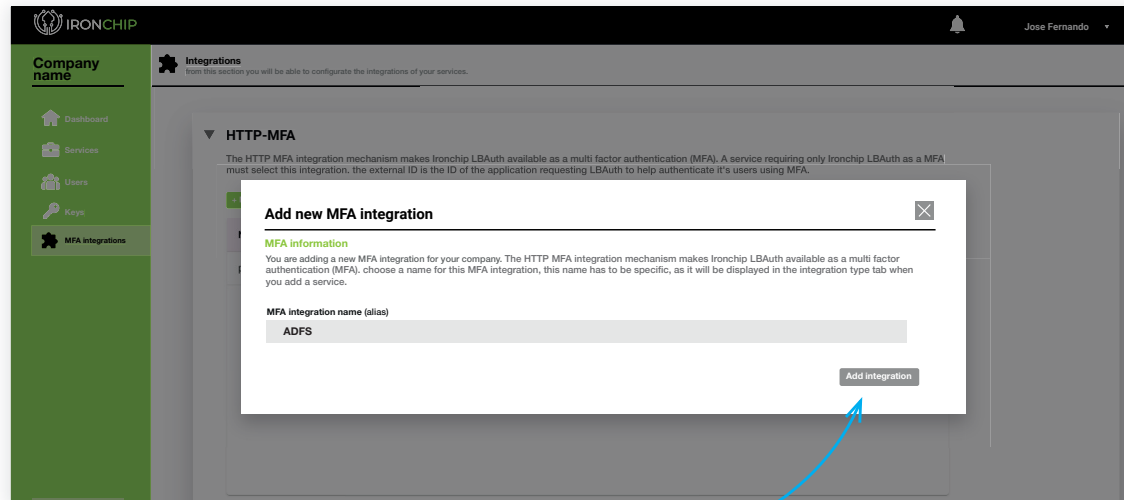 IRONCHIP
Jose Fernando
Company
name
Integrations
from this section you will be able to configurate the integrations of your services.
Dashboard
Services
Users
Keys
MFA integrations
HTTP-MFA
The HTTP MFA integration mechanism makes Ironchip LBAuth available as a multi factor authentication (MFA). A service requiring only Ironchip LBAuth as a MFA
must select this integration. the external ID is the ID of the application requesting LBAuth to help authenticate it's users using MFA.
Add new MFA integration
MFA information
You are adding a new MFA integration for your company. The HTTP MFA integration mechanism makes Ironchip LBAuth available as a multi factor
authentication (MFA). choose a name for this MFA integration, this name has to be specific, as it will be displayed in the integration type tab when
you add a service.
MFA integration name (alias)
ADFS
Add integration